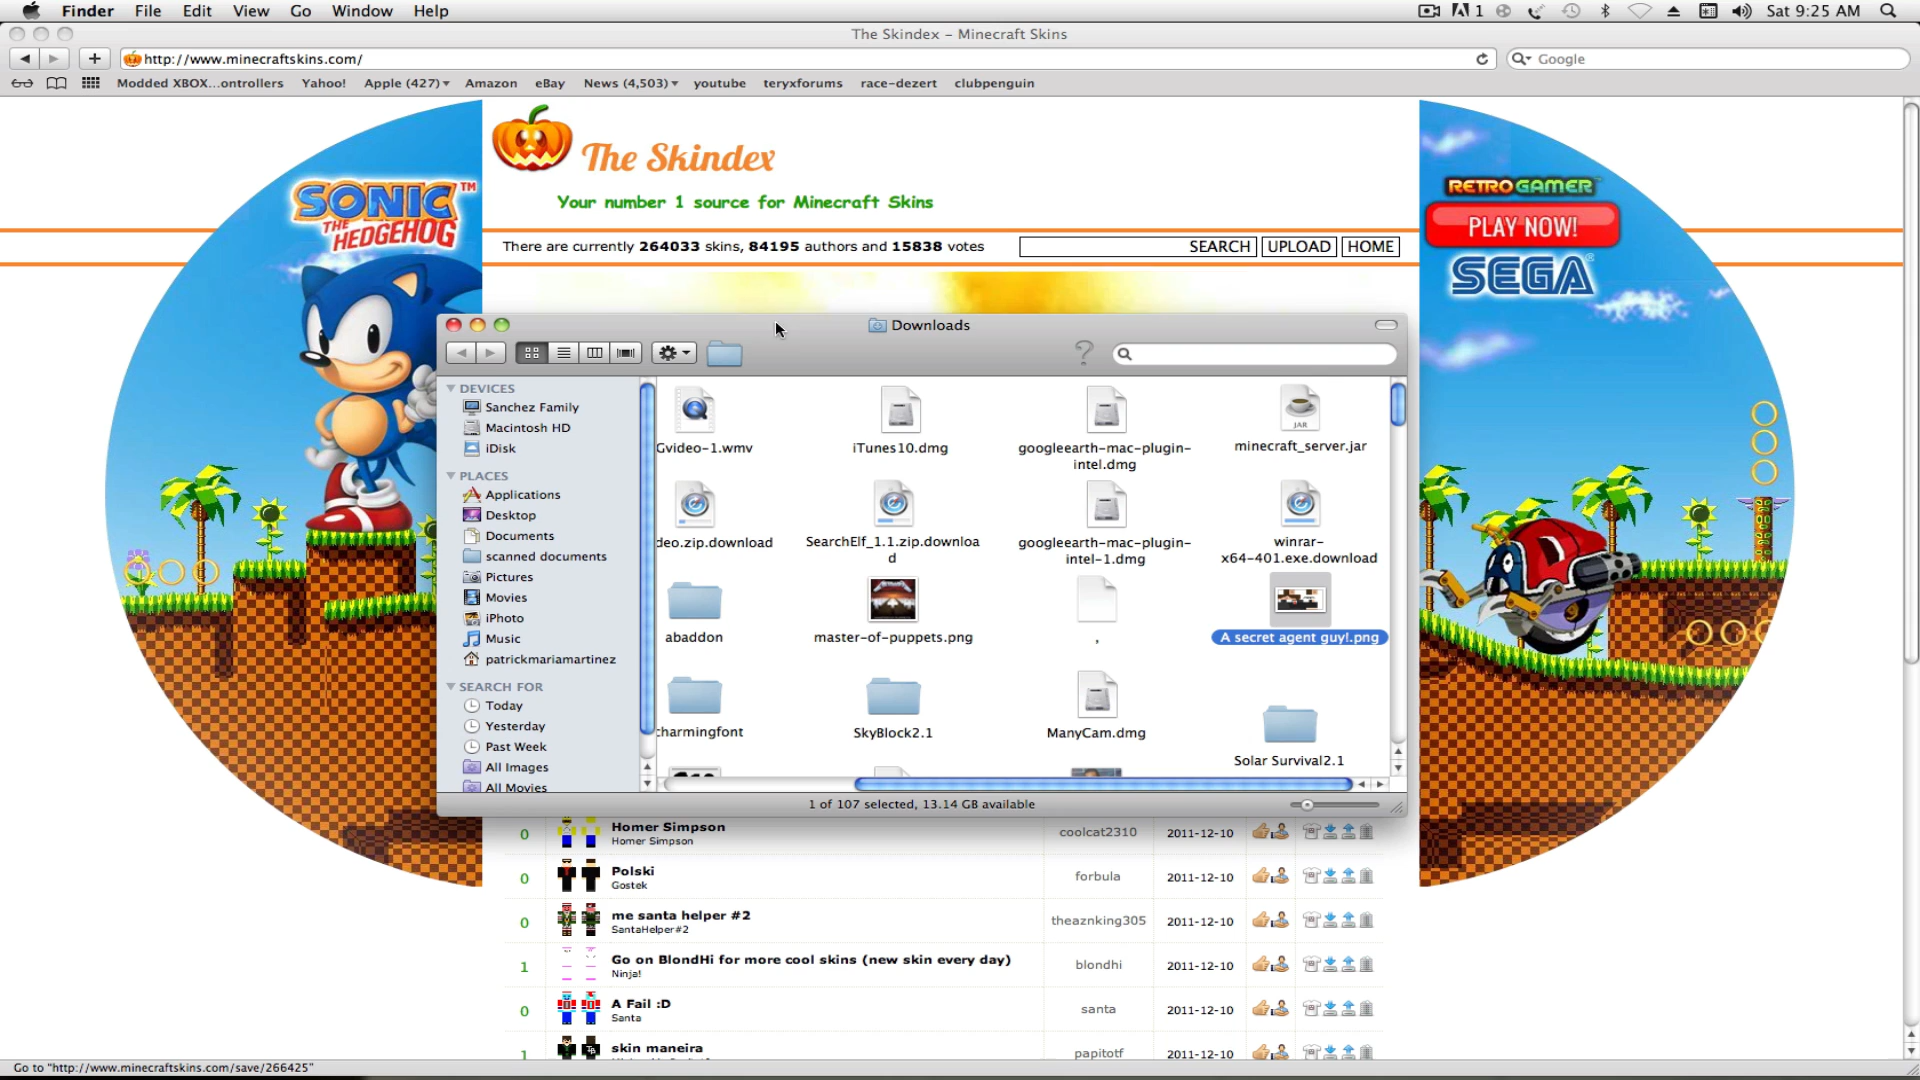 Finder File Edit View Go Window Help
1 Sat 9:25 AM
The Skindex – Minecraft Skins
http://www.minecraftskins.com/
Google
Modded XBOX...ontrollers Yahoo! Apple (427) Amazon eBay News (4,503) youtube teryxforums race-dezert clubpenguin
The Skindex
Your number 1 source for Minecraft Skins
SONIC THE HEDGEHOG TM
RETRO GAMER
PLAY NOW!
SEGA
There are currently 264033 skins, 84195 authors and 15838 votes
SEARCH UPLOAD HOME
Downloads
DEVICES
Sanchez Family
Macintosh HD
iDisk
PLACES
Applications
Desktop
Documents
scanned documents
Pictures
Movies
iPhoto
Music
patrickmariamartinez
SEARCH FOR
Today
Yesterday
Past Week
All Images
All Movies
Gvideo-1.wmv
iTunes10.dmg
googleearth-mac-plugin-
intel.dmg
JAR
minecraft_server.jar
deo.zip.download
SearchElf_1.1.zip.downloa
d
googleearth-mac-plugin-
intel-1.dmg
winrar-
x64-401.exe.download
abaddon
master-of-puppets.png
,
A secret agent guy!.png
charmingfont
SkyBlock2.1
ManyCam.dmg
Solar Survival2.1
1 of 107 selected, 13.14 GB available
0 Homer Simpson coolcat2310 2011-12-10
Homer Simpson
0 Polski forbula 2011-12-10
Gostek
0 me santa helper #2 theaznking305 2011-12-10
SantaHelper#2
1 Go on BlondHi for more cool skins (new skin every day) blondhi 2011-12-10
Ninja!
0 A Fail :D santa 2011-12-10
Santa
1 skin maneira papitotf 2011-12-10
Go to "http://www.minecraftskins.com/save/266425"